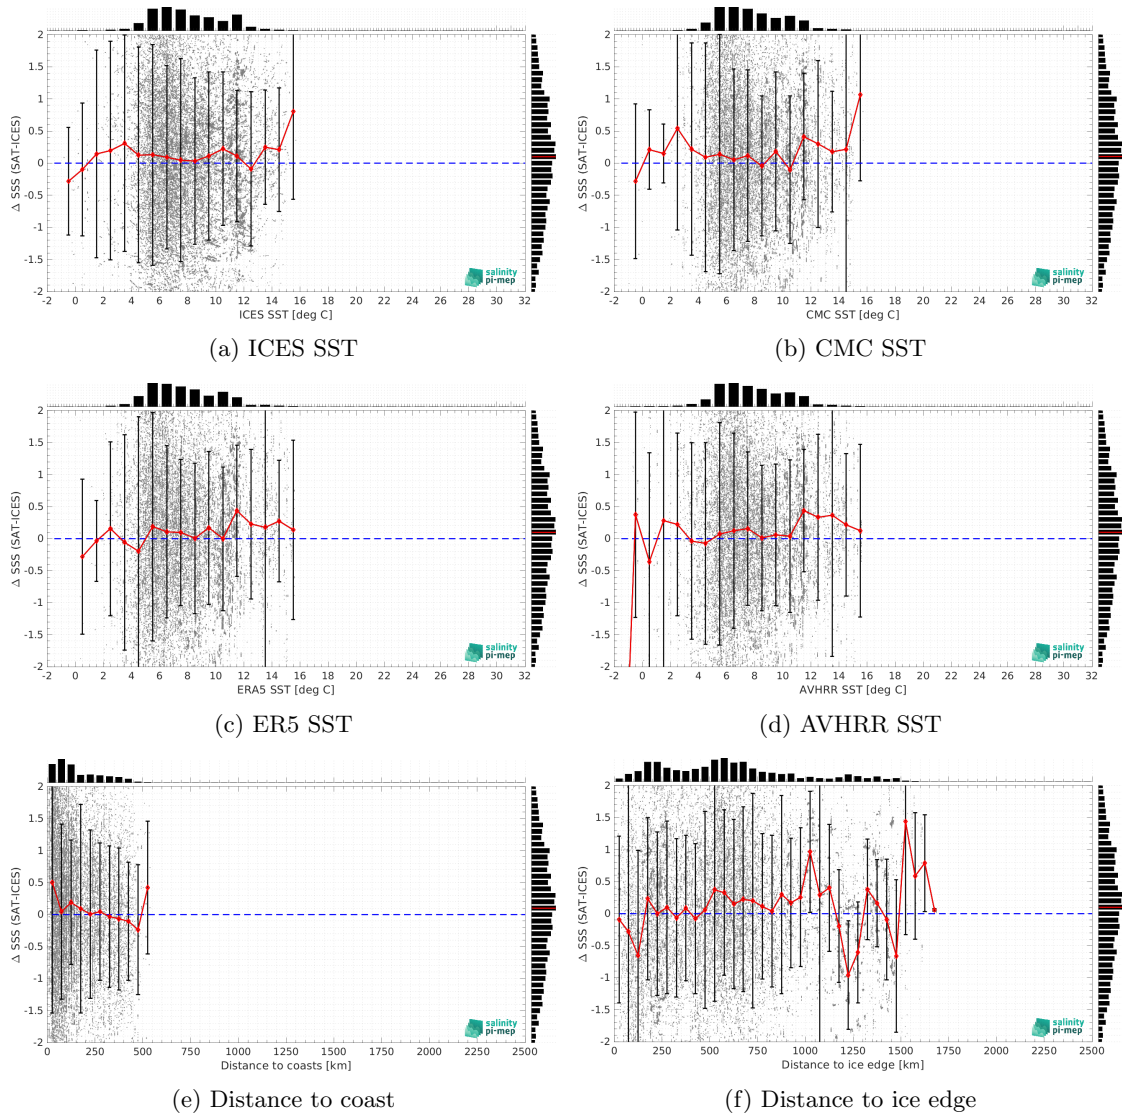 2
1.5
1
0.5
0
-0.5
-1
-1.5
-2
Δ SSS (SAT-ICES)
salinity
pi-mep
-2 0 2 4 6 8 10 12 14 16 18 20 22 24 26 28 30 32
ICES SST [deg C]
(a) ICES SST
2
1.5
1
0.5
0
-0.5
-1
-1.5
-2
Δ SSS (SAT-ICES)
salinity
pi-mep
-2 0 2 4 6 8 10 12 14 16 18 20 22 24 26 28 30 32
CMC SST [deg C]
(b) CMC SST
2
1.5
1
0.5
0
-0.5
-1
-1.5
-2
Δ SSS (SAT-ICES)
salinity
pi-mep
-2 0 2 4 6 8 10 12 14 16 18 20 22 24 26 28 30 32
ERA5 SST [deg C]
(c) ER5 SST
2
1.5
1
0.5
0
-0.5
-1
-1.5
-2
Δ SSS (SAT-ICES)
salinity
pi-mep
-2 0 2 4 6 8 10 12 14 16 18 20 22 24 26 28 30 32
AVHRR SST [deg C]
(d) AVHRR SST
2
1.5
1
0.5
0
-0.5
-1
-1.5
-2
Δ SSS (SAT-ICES)
salinity
pi-mep
0 250 500 750 1000 1250 1500 1750 2000 2250 2500
Distance to coasts [km]
(e) Distance to coast
2
1.5
1
0.5
0
-0.5
-1
-1.5
-2
Δ SSS (SAT-ICES)
salinity
pi-mep
0 250 500 750 1000 1250 1500 1750 2000 2250 2500
Distance to ice edge [km]
(f) Distance to ice edge